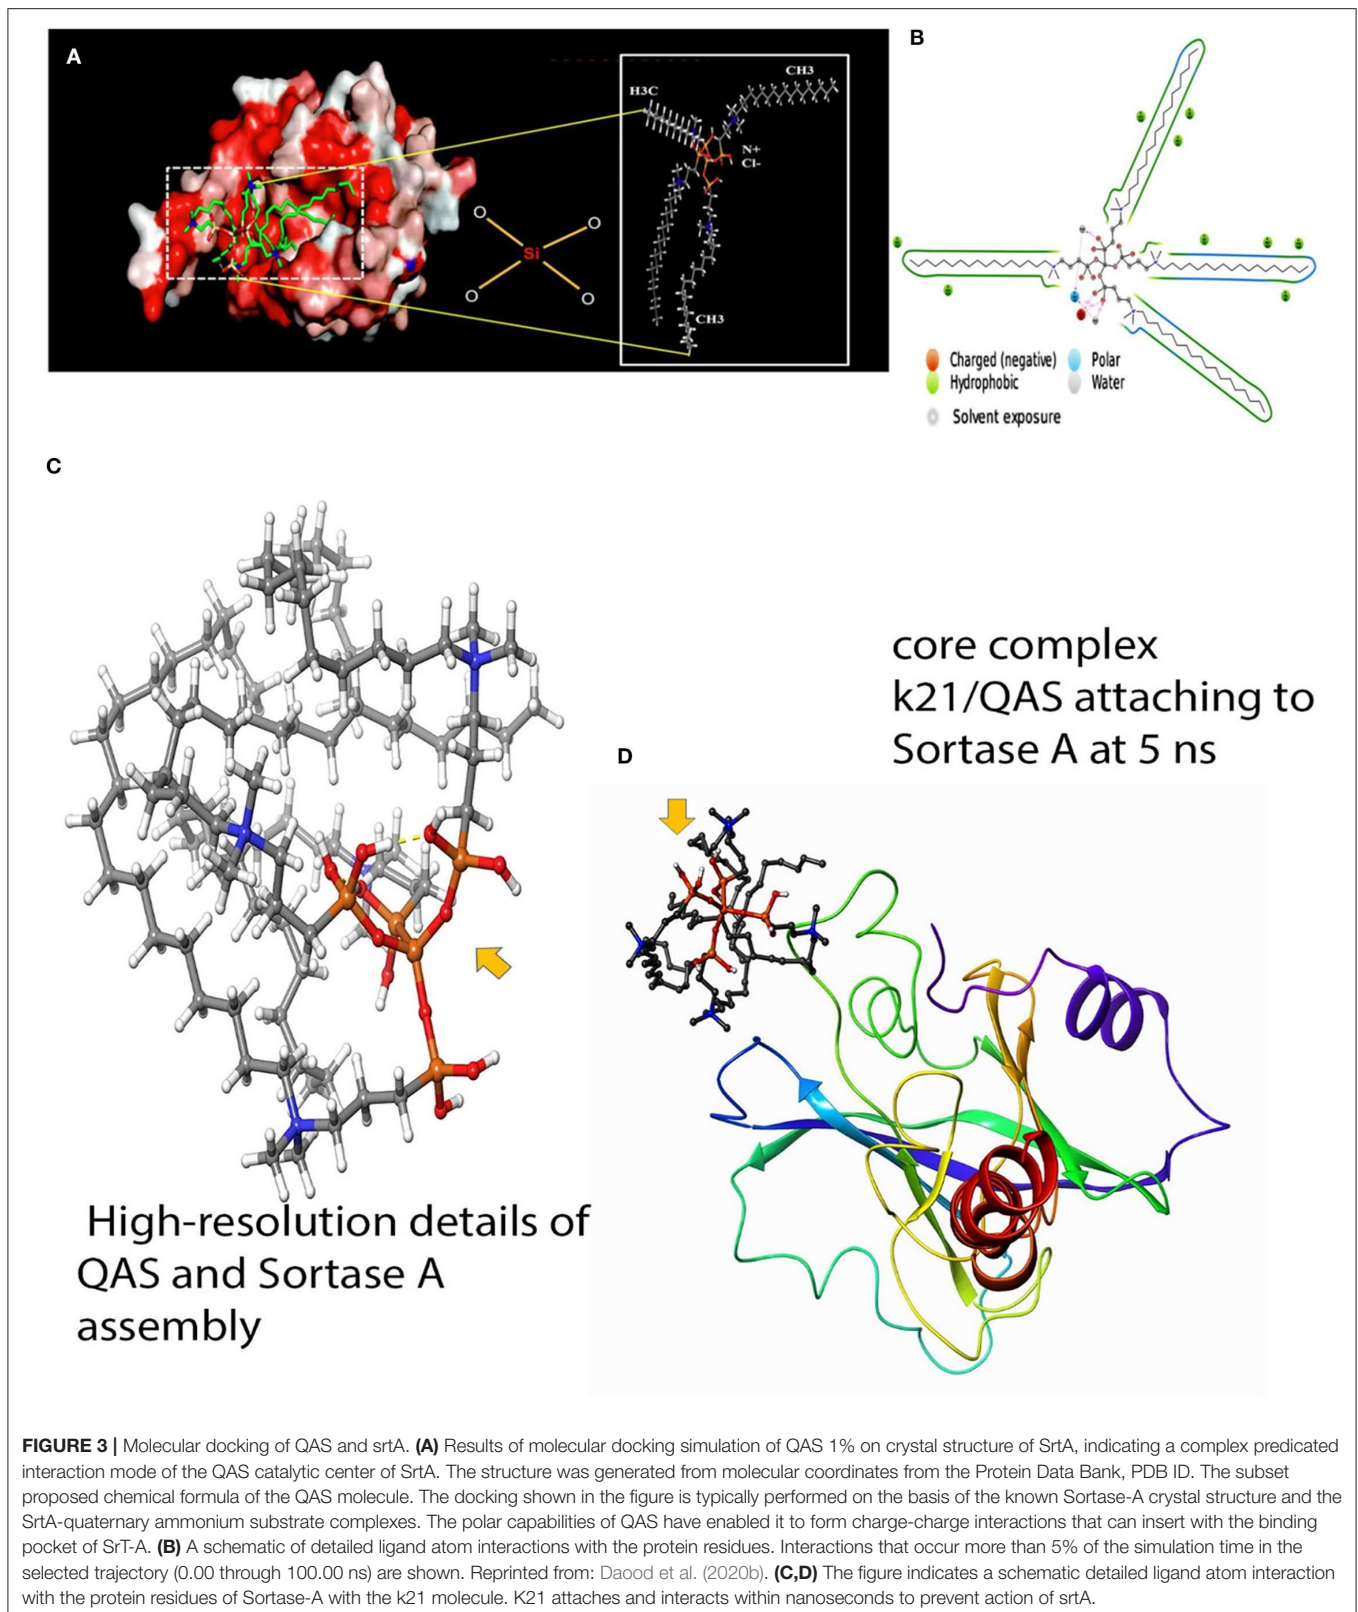 A
H3C
CH3
N+
Cl-
CH3
O
O
Si
O
O
B
Charged (negative)
Polar
Hydrophobic
Water
Solvent exposure
C
core complex
k21/QAS attaching to
Sortase A at 5 ns
D
High-resolution details of
QAS and Sortase A
assembly
FIGURE 3 | Molecular docking of QAS and srtA. (A) Results of molecular docking simulation of QAS 1% on crystal structure of SrtA, indicating a complex predicated
interaction mode of the QAS catalytic center of SrtA. The structure was generated from molecular coordinates from the Protein Data Bank, PDB ID. The subset
proposed chemical formula of the QAS molecule. The docking shown in the figure is typically performed on the basis of the known Sortase-A crystal structure and the
SrtA-quaternary ammonium substrate complexes. The polar capabilities of QAS have enabled it to form charge-charge interactions that can insert with the binding
pocket of SrT-A. (B) A schematic of detailed ligand atom interactions with the protein residues. Interactions that occur more than 5% of the simulation time in the
selected trajectory (0.00 through 100.00 ns) are shown. Reprinted from: Daood et al. (2020b). (C,D) The figure indicates a schematic detailed ligand atom interaction
with the protein residues of Sortase-A with the k21 molecule. K21 attaches and interacts within nanoseconds to prevent action of srtA.